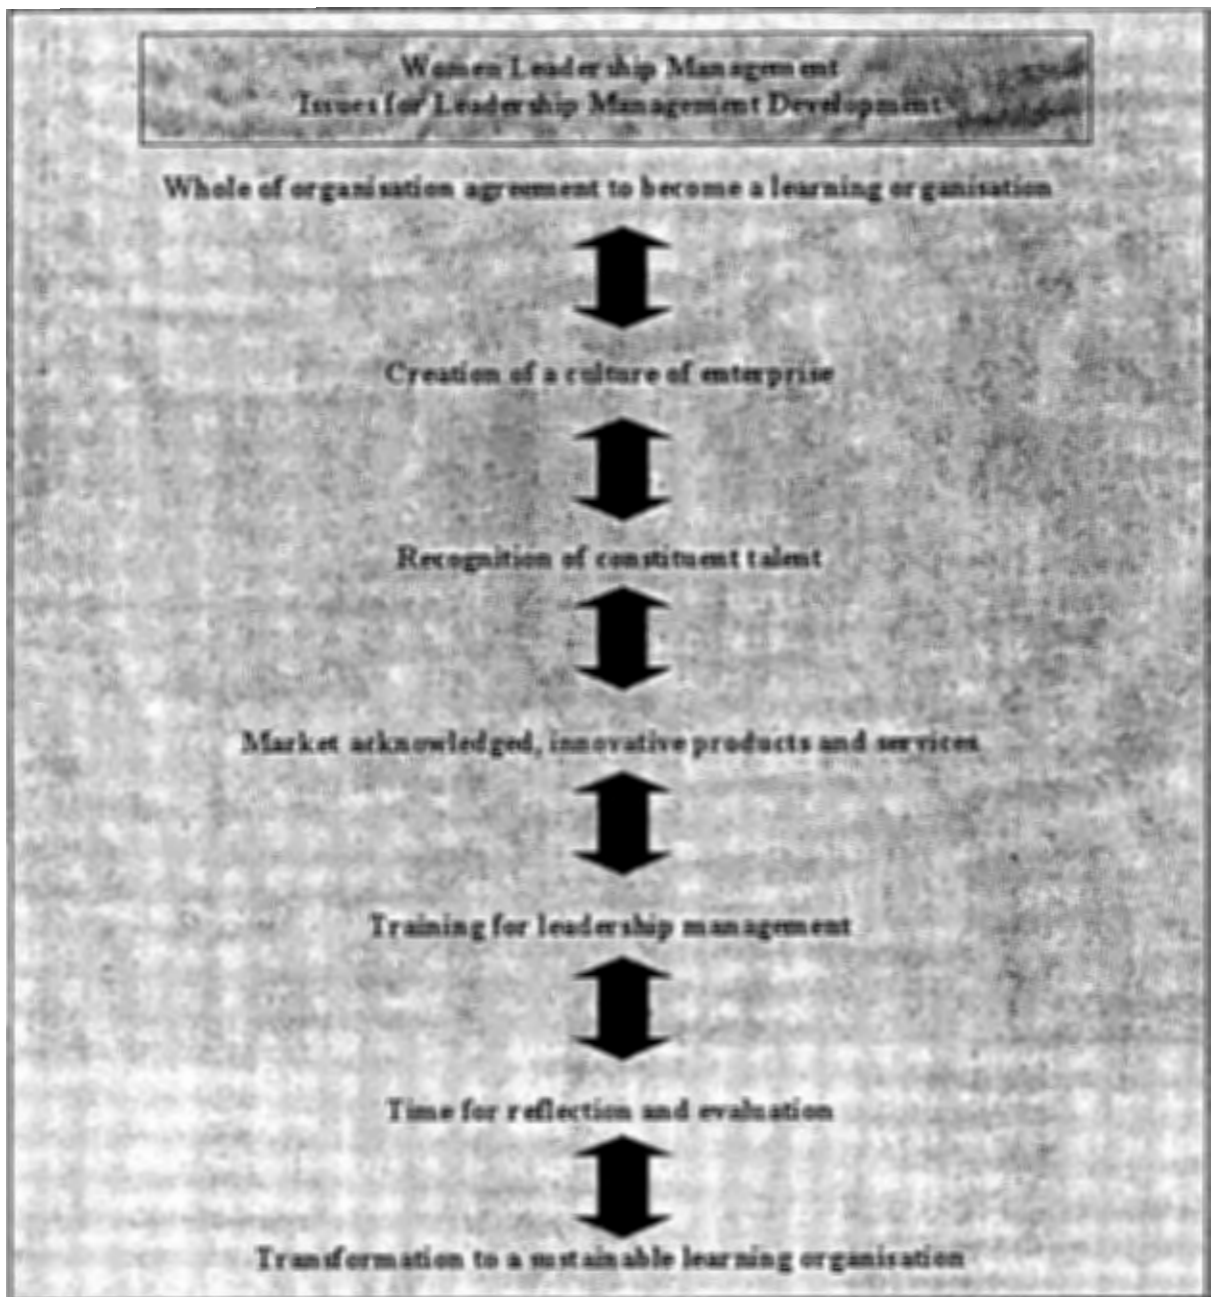 Women Leadership Management
Issues for Leadership Management Development
Whole of organisation agreement to become a learning organisation
Creation of a culture of enterprise
Recognition of constituent talent
Market acknowledged, innovative products and services
Training for leadership management
Time for reflection and evaluation
Transformation to a sustainable learning organisation